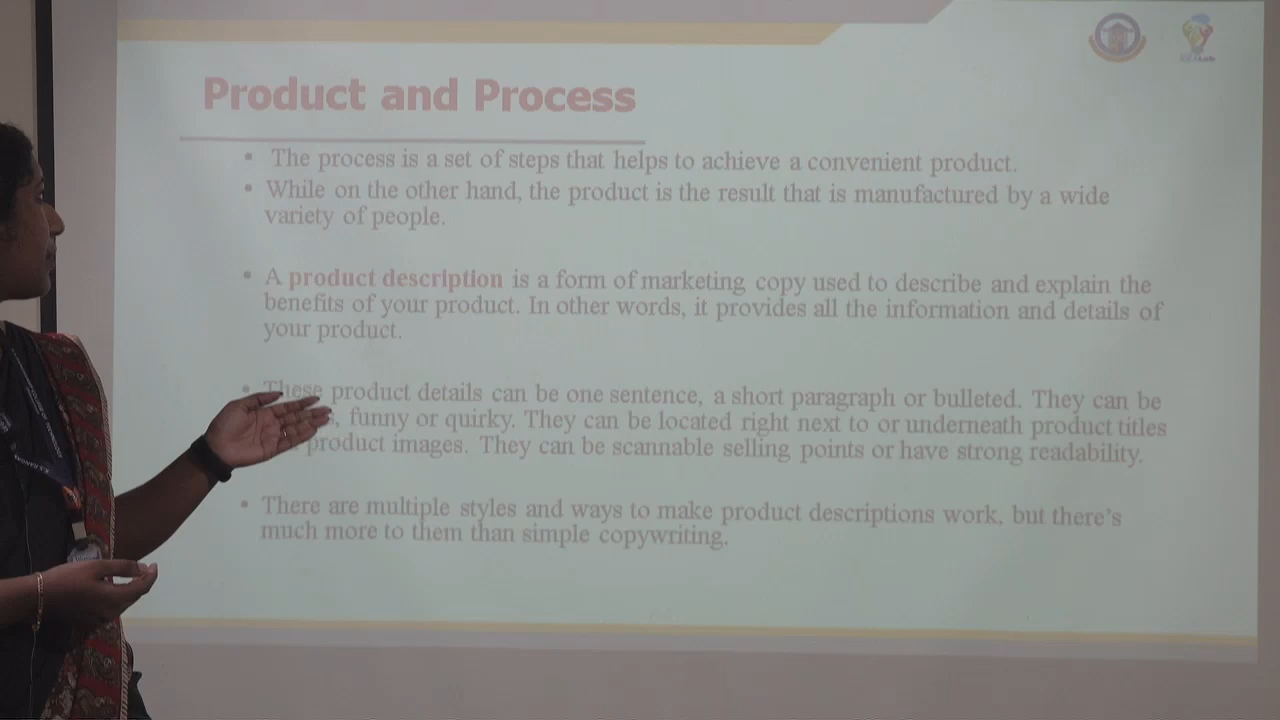 Product and Process
The process is a set of steps that helps to achieve a convenient product.
While on the other hand, the product is the result that is manufactured by a wide
variety of people.
A product description is a form of marketing copy used to describe and explain the
benefits of your product. In other words, it provides all the information and details of
your product.
These product details can be one sentence, a short paragraph or bulleted. They can be
funny or quirky. They can be located right next to or underneath product titles
product images. They can be scannable selling points or have strong readability.
There are multiple styles and ways to make product descriptions work, but there's
much more to them than simple copywriting.